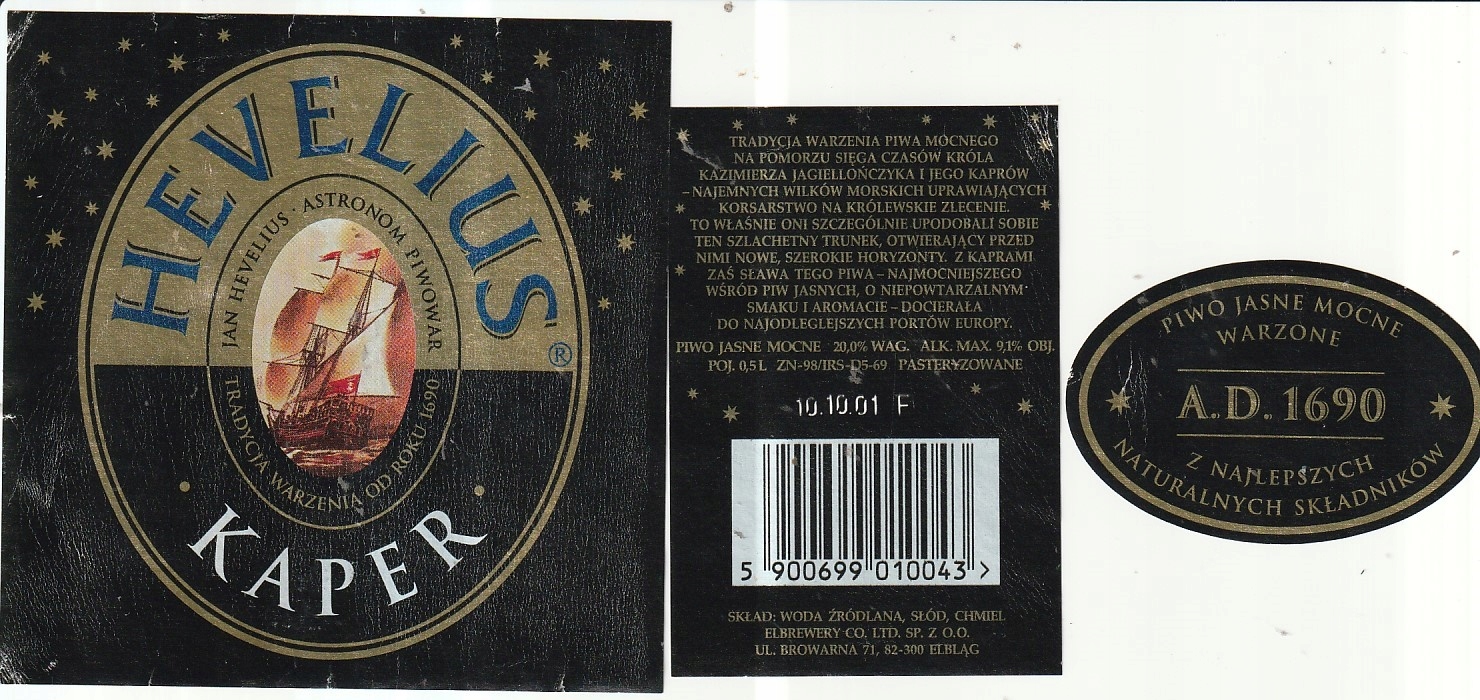 HEVELIUS
®
JAN HEVELIUS · ASTRONOM PIWOWAR
TRADYCJA WARZENIA OD ROKU 1690
KAPER
TRADYCJA WARZENIA PIWA MOCNEGO
NA POMORZU SIĘGA CZASÓW KRÓLA
KAZIMIERZA JAGIELLOŃCZYKA I JEGO KAPRÓW
– NAJEMNYCH WILKÓW MORSKICH UPRAWIAJĄCYCH
KORSARSTWO NA KRÓLEWSKIE ZLECENIE.
TO WŁAŚNIE ONI SZCZEGÓLNIE UPODOBALI SOBIE
TEN SZLACHETNY TRUNEK, OTWIERAJĄCY PRZED
NIMI NOWE, SZEROKIE HORYZONTY. Z KAPRAMI
ZAŚ SŁAWA TEGO PIWA – NAJMOCNIEJSZEGO
WŚRÓD PIW JASNYCH, O NIEPOWTARZALNYM
SMAKU I AROMACIE – DOCIERAŁA
DO NAJODLEGLEJSZYCH PORTÓW EUROPY.
PIWO JASNE MOCNE 20,0% WAG. ALK. MAX. 9,1% OBJ.
POJ. 0,5 L ZN-98/IRS-D5-69 PASTERYZOWANE
10.10.01 F
5 900699 010043 >
SKŁAD: WODA ŹRÓDLANA, SŁÓD, CHMIEL
ELBREWERY CO. LTD. SP. Z O.O.
UL. BROWARNA 71, 82-300 ELBLĄG
PIWO JASNE MOCNE
WARZONE
A.D. 1690
Z NAJLEPSZYCH
NATURALNYCH SKŁADNIKÓW